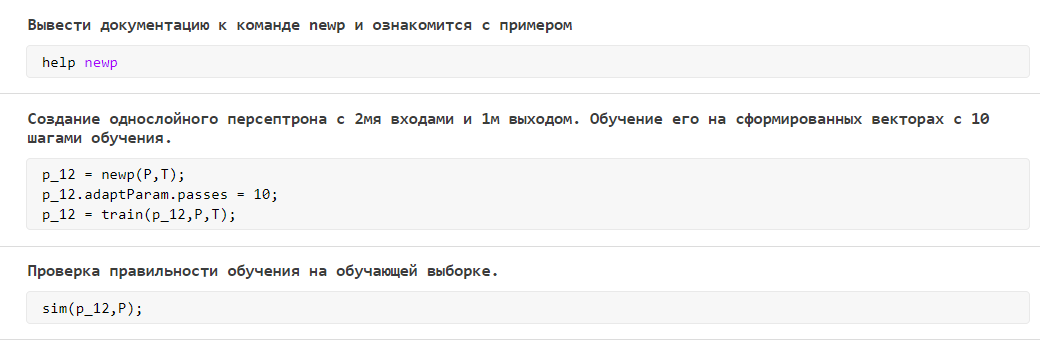 Вывести документацию к команде newp и ознакомится с примером
help newp
Создание однослойного персептрона с 2мя входами и 1м выходом. Обучение его на сформированных векторах с 10
шагами обучения.
p_12 = newp(P,T);
p_12.adaptParam.passes = 10;
p_12 = train(p_12,P,T);
Проверка правильности обучения на обучающей выборке.
sim(p_12,P);